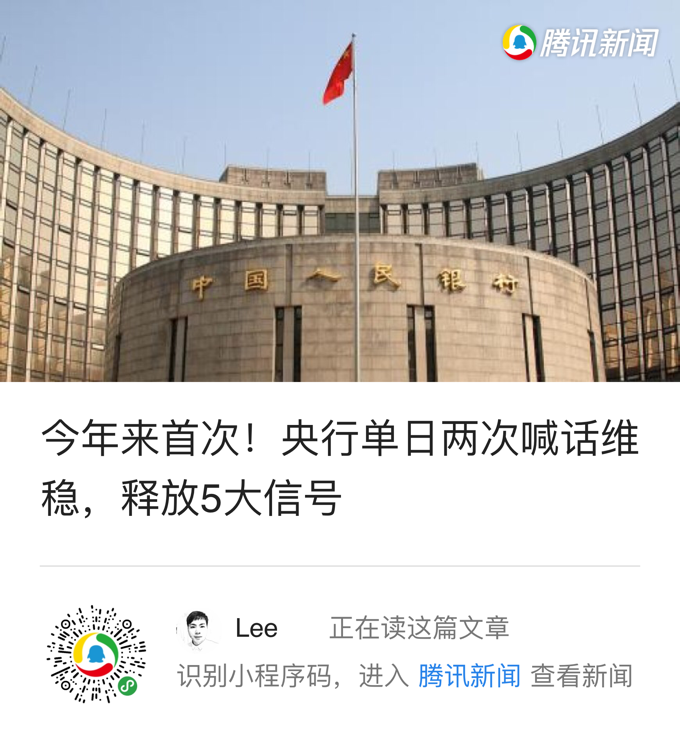 腾讯新闻
中国人民银行
今年来首次！央行单日两次喊话维
稳，释放5大信号
Lee 正在读这篇文章
识别小程序码，进入 腾讯新闻 查看新闻